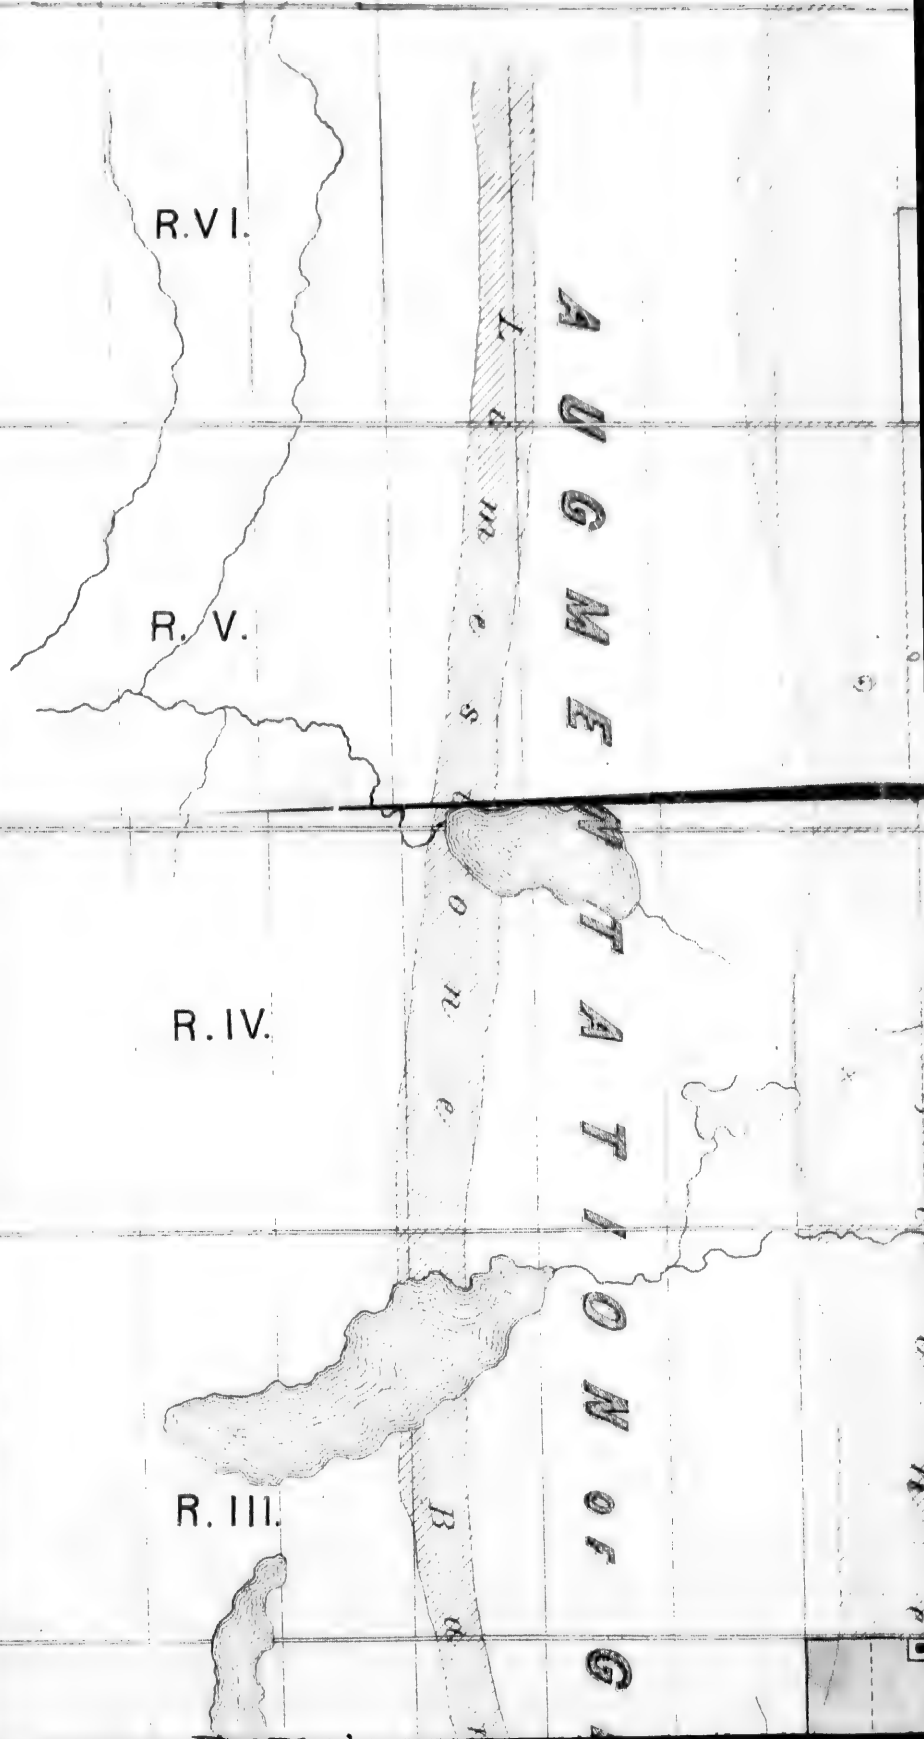 R. VI.
R. V.
R. IV.
R. III.
Limestone
AUGMENTATION OF